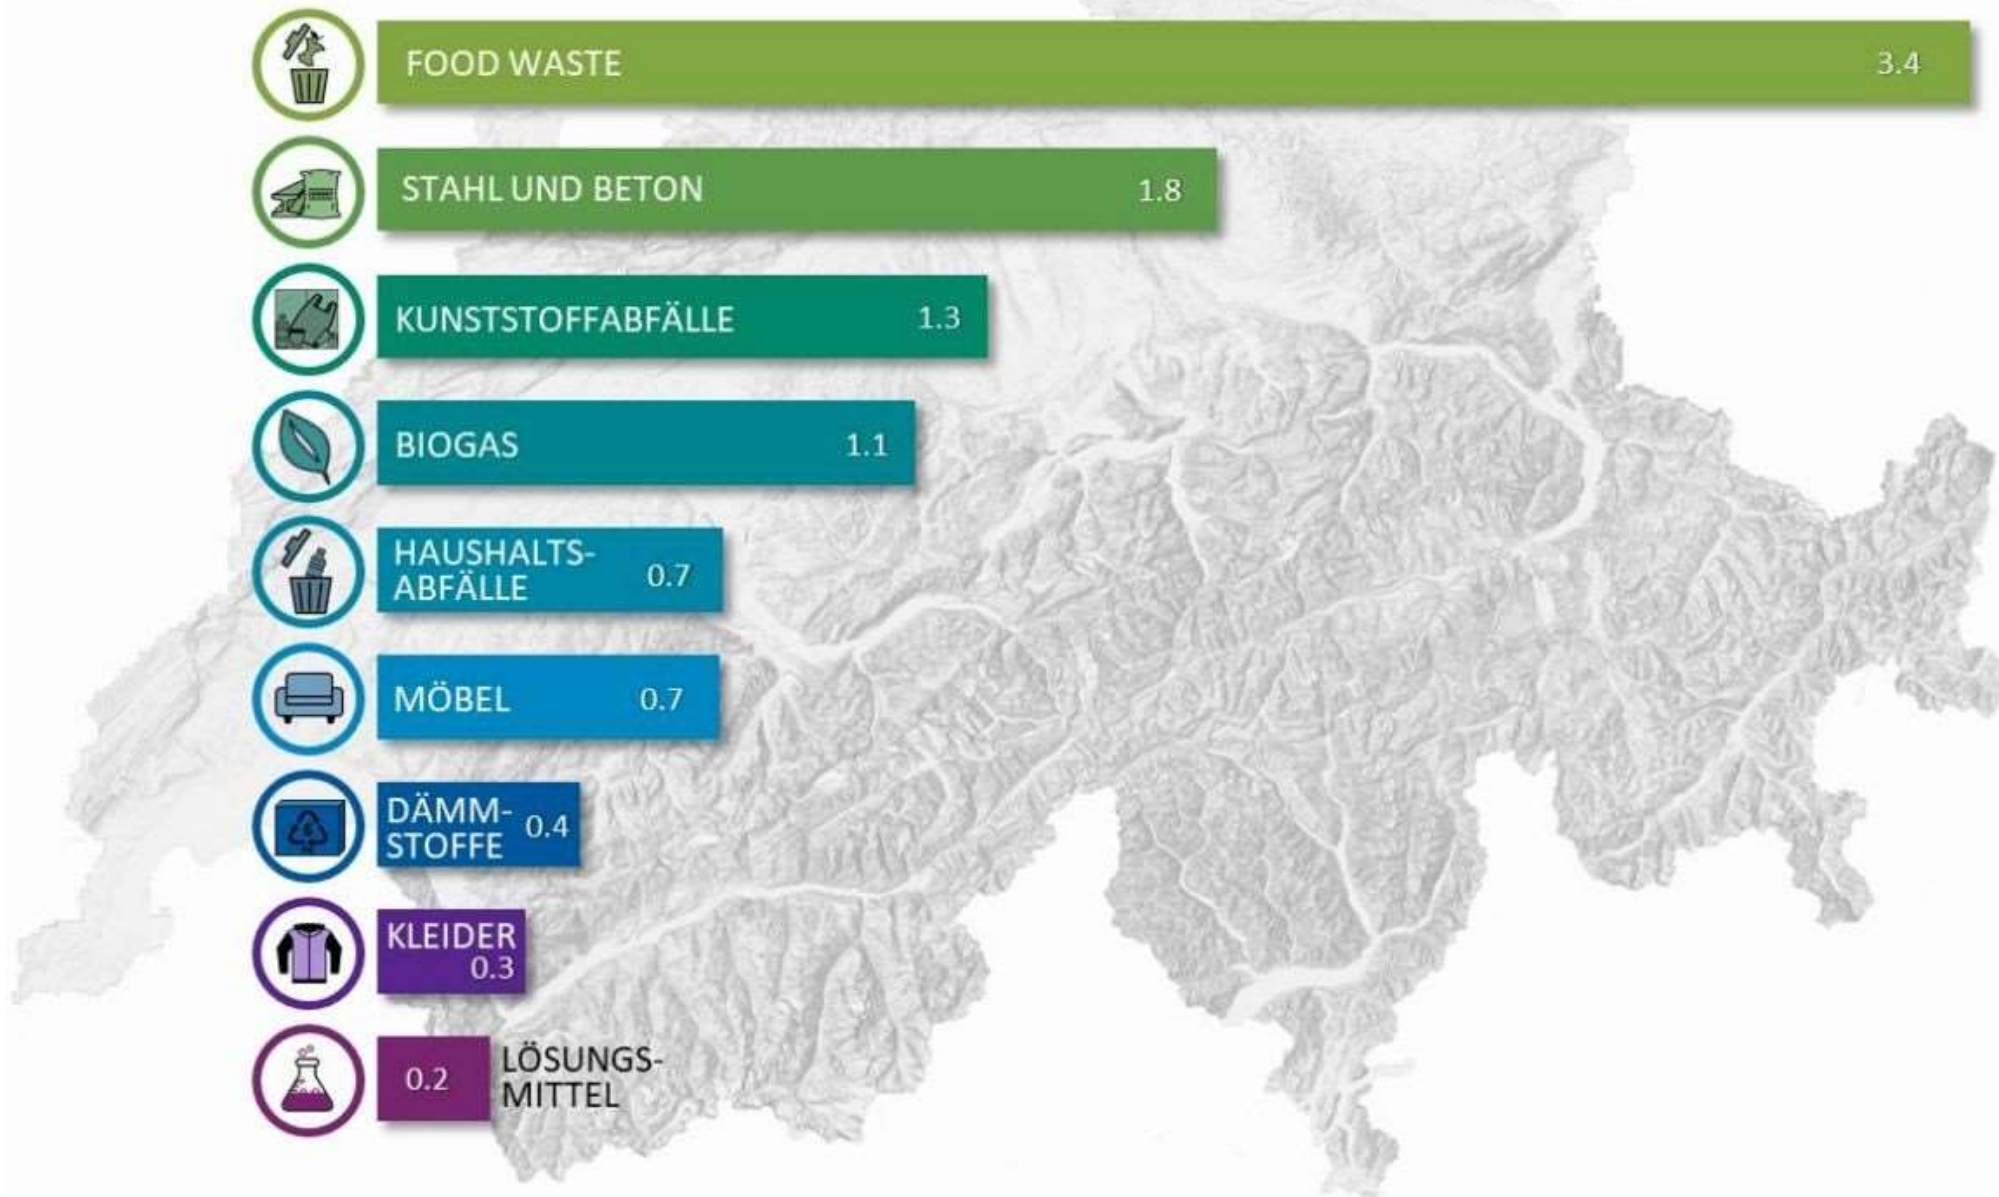 FOOD WASTE 3.4
STAHL UND BETON 1.8
KUNSTSTOFFABFÄLLE 1.3
BIOGAS 1.1
HAUSHALTS-
ABFÄLLE 0.7
MÖBEL 0.7
DÄMM-
STOFFE 0.4
KLEIDER
0.3
0.2 LÖSUNGS-
MITTEL